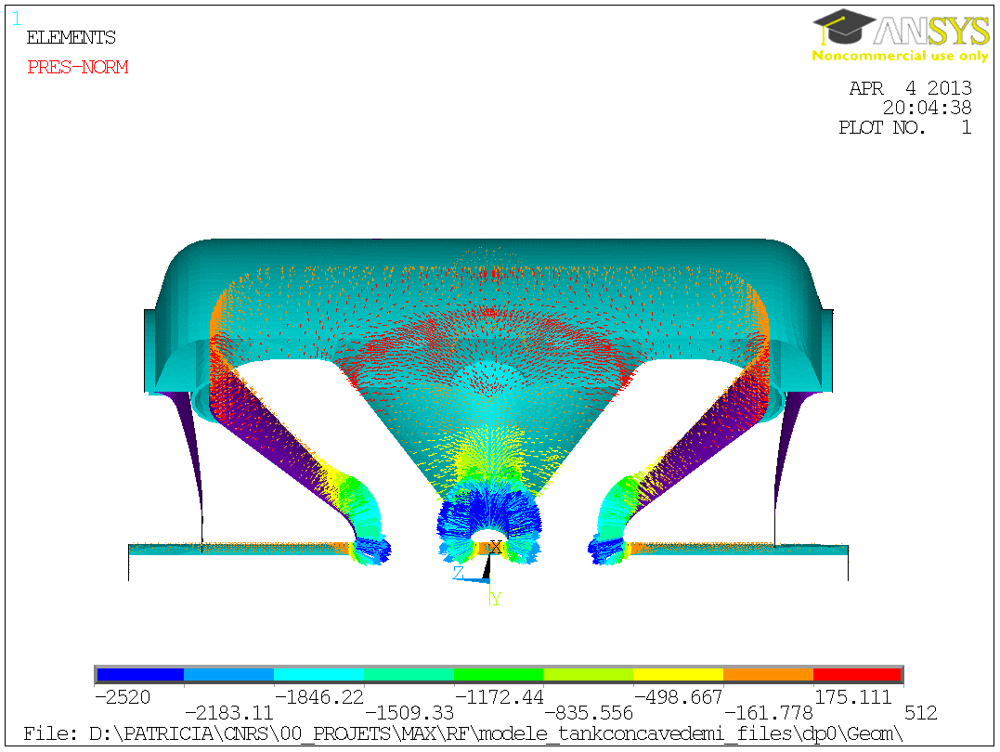 1
ELEMENTS
PRES-NORM
ANSYS
Noncommercial use only
APR 4 2013
20:04:38
PLOT NO. 1
X
Z
Y
-2520 -1846.22 -1172.44 -498.667 175.111
-2183.11 -1509.33 -835.556 -161.778 512
File: D:\PATRICIA\CNRS\00_PROJETS\MAX\RF\modele_tankconcavedemi_files\dp0\Geom\